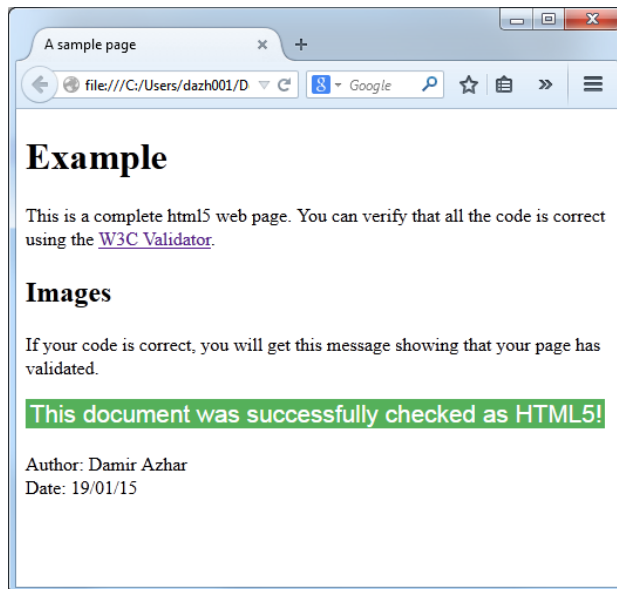 A sample page
file:///C:/Users/dazh001/D
8 Google
Example
This is a complete html5 web page. You can verify that all the code is correct
using the W3C Validator.
Images
If your code is correct, you will get this message showing that your page has
validated.
This document was successfully checked as HTML5!
Author: Damir Azhar
Date: 19/01/15